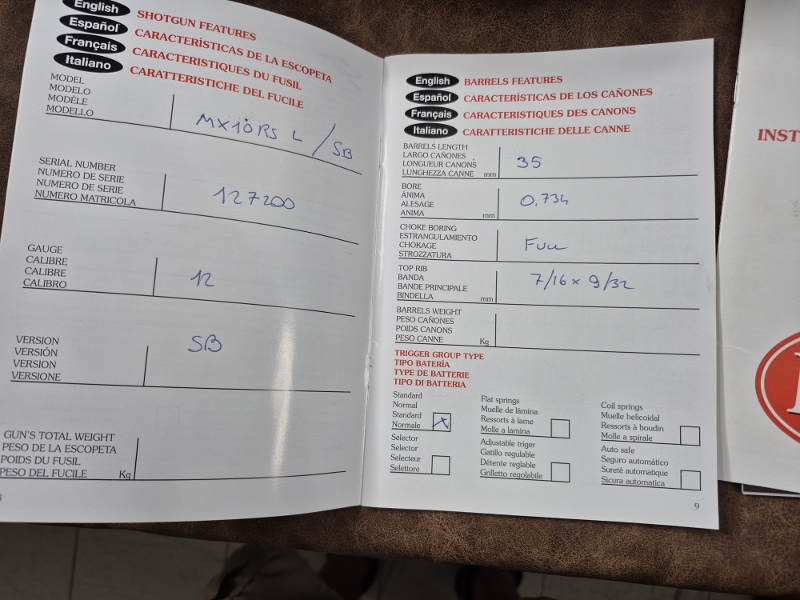 English
Español
Français
Italiano
SHOTGUN FEATURES
CARACTERÍSTICAS DE LA ESCOPETA
CARACTERISTIQUES DU FUSIL
CARATTERISTICHE DEL FUCILE
MODEL
MODELO
MODÈLE
MODELLO
MX10RS L / SB
SERIAL NUMBER
NUMERO DE SERIE
NUMERO DE SERIE
NUMERO MATRICOLA
127200
GAUGE
CALIBRE
CALIBRE
CALIBRO
12
VERSION
VERSIÓN
VERSION
VERSIONE
SB
GUN'S TOTAL WEIGHT
PESO DE LA ESCOPETA
POIDS DU FUSIL
PESO DEL FUCILE Kg
English
Español
Français
Italiano
BARRELS FEATURES
CARACTERÍSTICAS DE LOS CAÑONES
CARACTERISTIQUES DES CANONS
CARATTERISTICHE DELLE CANNE
BARRELS LENGTH
LARGO CAÑONES
LONGUEUR CANONS
LUNGHEZZA CANNE mm
35
BORE
ÁNIMA
ALESAGE
ANIMA mm
0.734
CHOKE BORING
ESTRANGULAMIENTO
CHOKAGE
STROZZATURA
FULL
TOP RIB
BANDA
BANDE PRINCIPALE
BINDELLA mm
7/16 x 9/32
BARRELS WEIGHT
PESO CAÑONES
POIDS CANONS
PESO CANNE Kg
TRIGGER GROUP TYPE
TIPO BATERÍA
TYPE DE BATTERIE
TIPO DI BATTERIA
Standard
Normal
Standard
Normale
Flat springs
Muelle de lámina
Ressorts à lame
Molle a lamina
Coil springs
Muelle helicoidal
Ressorts à boudin
Molle a spirale
Selector
Selector
Selecteur
Selettore
Adjustable triger
Gatillo regulable
Détente reglable
Grilletto regolabile
Auto safe
Seguro automático
Sureté automatique
Sicura automatica
9
INST